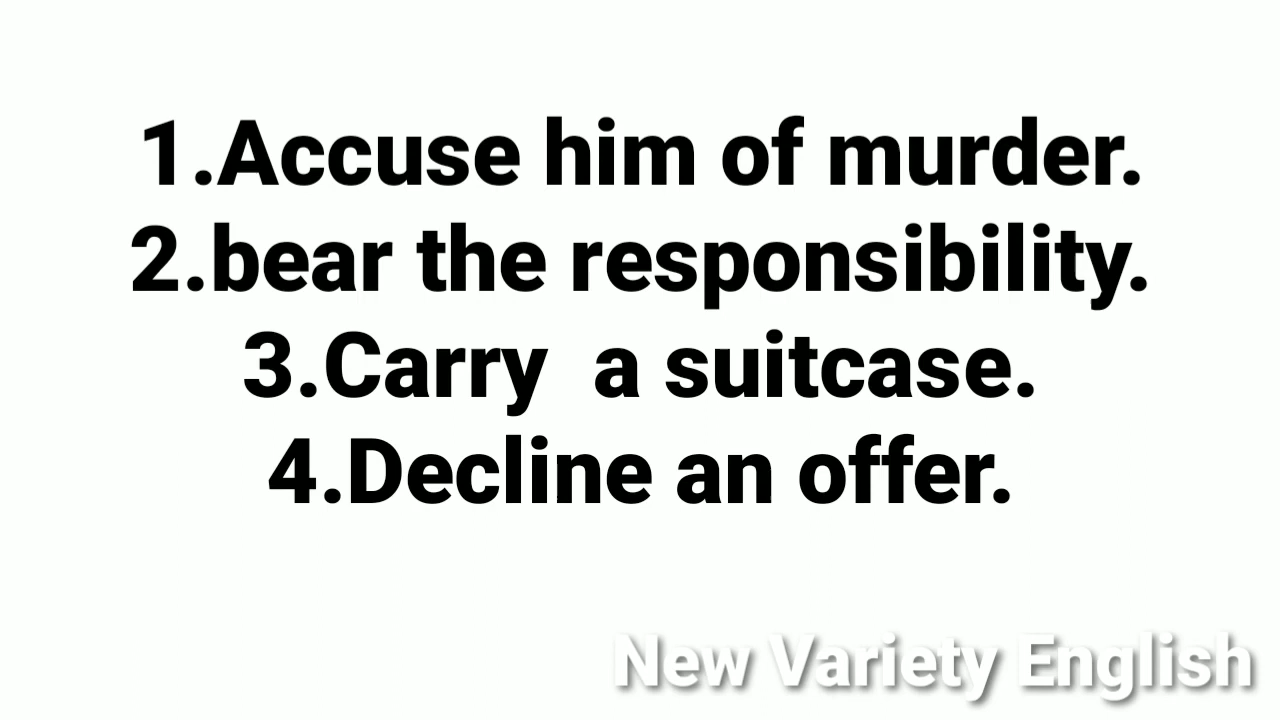 1.Accuse him of murder.
2.bear the responsibility.
3.Carry  a suitcase.
4.Decline an offer.
New Variety English